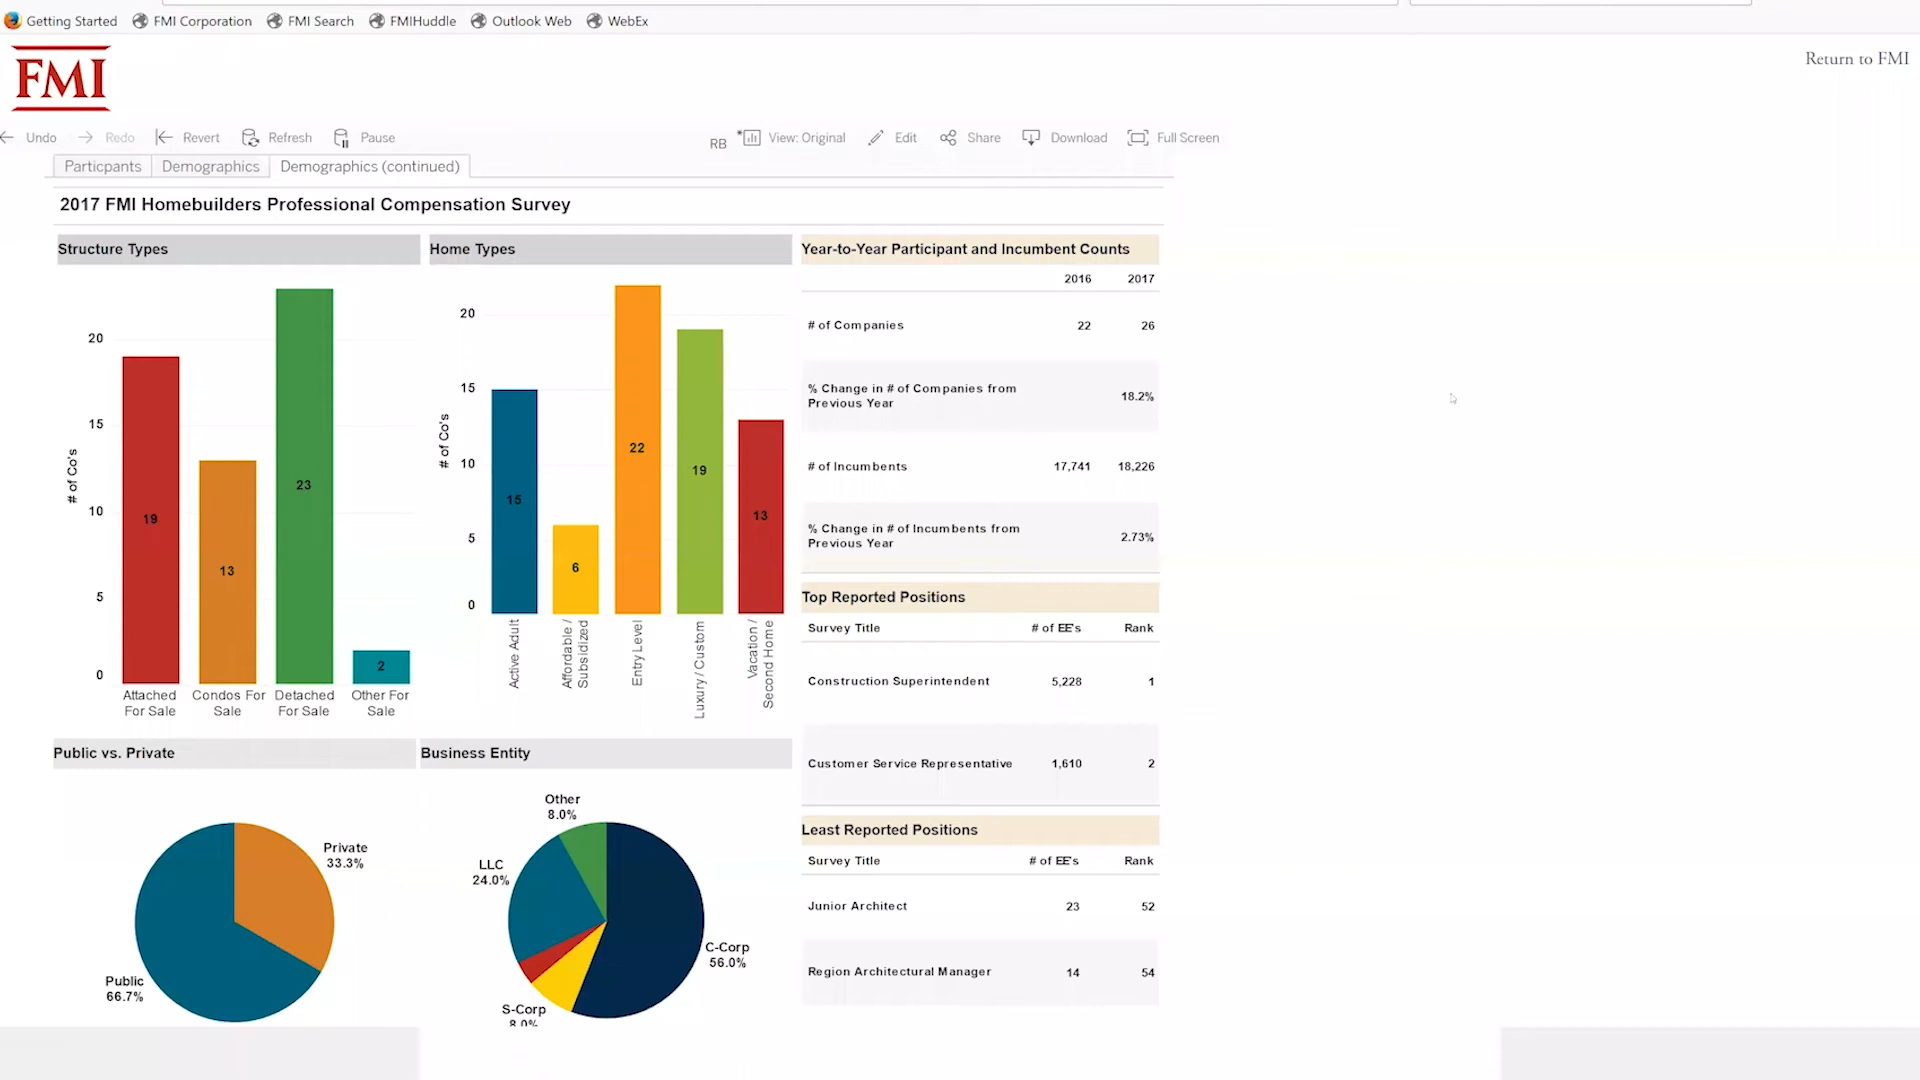 Getting Started FMI Corporation FMI Search FMIHuddle Outlook Web WebEx
FMI
Return to FMI
Undo Redo Revert Refresh Pause RB View: Original Edit Share Download Full Screen
Particpants Demographics Demographics (continued)
2017 FMI Homebuilders Professional Compensation Survey
Structure Types
# of Co's
20
15
10
5
0
19
13
23
2
Attached For Sale
Condos For Sale
Detached For Sale
Other For Sale
Home Types
# of Co's
20
15
10
5
0
15
6
22
19
13
Active Adult
Affordable / Subsidized
Entry Level
Luxury / Custom
Vacation / Second Home
Year-to-Year Participant and Incumbent Counts
2016 2017
# of Companies 22 26
% Change in # of Companies from
Previous Year 18.2%
# of Incumbents 17,741 18,226
% Change in # of Incumbents from
Previous Year 2.73%
Top Reported Positions
Survey Title # of EE's Rank
Construction Superintendent 5,228 1
Customer Service Representative 1,610 2
Least Reported Positions
Survey Title # of EE's Rank
Junior Architect 23 52
Region Architectural Manager 14 54
Public vs. Private
Private
33.3%
Public
66.7%
Business Entity
Other
8.0%
LLC
24.0%
C-Corp
56.0%
S-Corp
8.0%